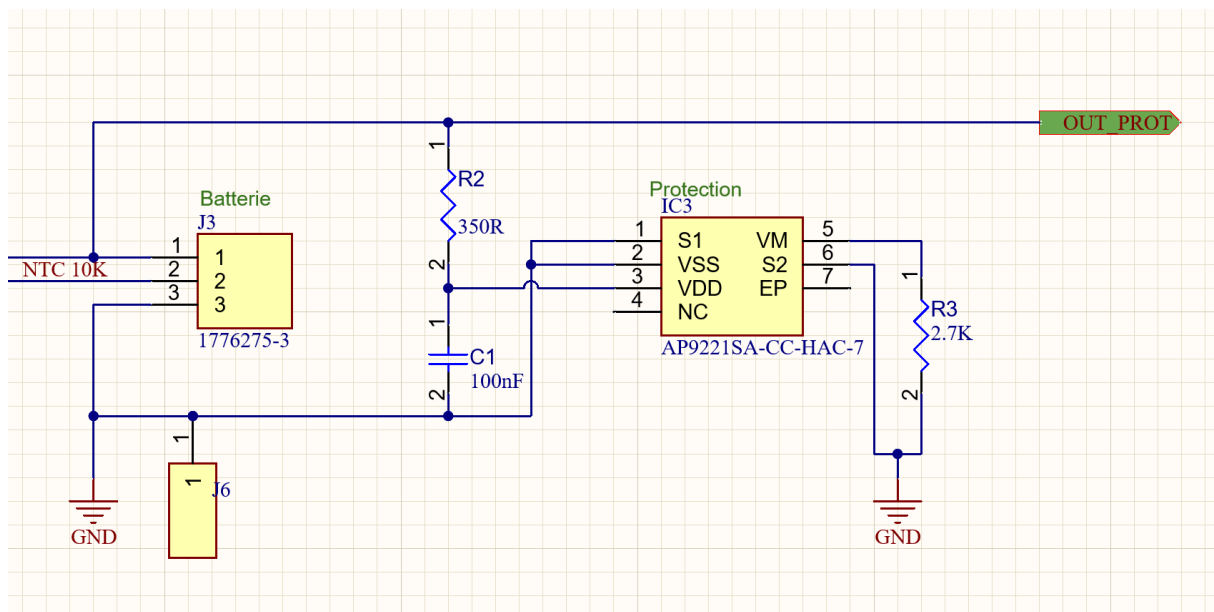 OUT_PROT
1
R2
350R
2
Batterie
J3
NTC 10K
1
2
3
1
2
3
1776275-3
Protection
IC3
1
2
3
4
S1
VSS
VDD
NC
VM
S2
EP
5
6
7
AP9221SA-CC-HAC-7
1
R3
2.7K
2
1
C1
100nF
2
1
1
J6
GND
GND